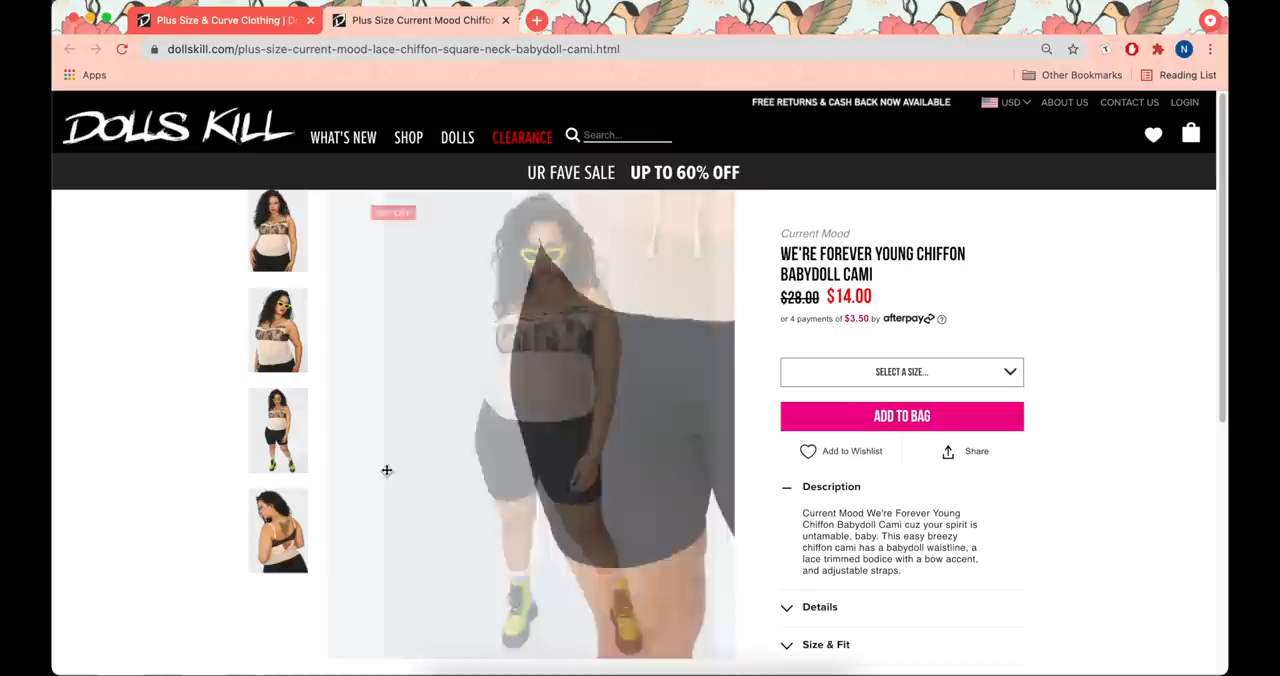 Plus Size & Curve Clothing | D
Plus Size Current Mood Chiffor
dollskill.com/plus-size-current-mood-lace-chiffon-square-neck-babydoll-cami.html
N
Apps
Other Bookmarks
Reading List
FREE RETURNS & CASH BACK NOW AVAILABLE
USD
ABOUT US
CONTACT US
LOGIN
DOLLS KILL
WHAT'S NEW
SHOP
DOLLS
CLEARANCE
Search...
UR FAVE SALE UP TO 60% OFF
Current Mood
WE'RE FOREVER YOUNG CHIFFON
BABYDOLL CAMI
$28.00 $14.00
or 4 payments of $3.50 by afterpay
SELECT A SIZE...
ADD TO BAG
Add to Wishlist
Share
Description
Current Mood We're Forever Young
Chiffon Babydoll Cami cuz your spirit is
untamable, baby. This easy breezy
chiffon cami has a babydoll waistline, a
lace trimmed bodice with a bow accent,
and adjustable straps.
Details
Size & Fit